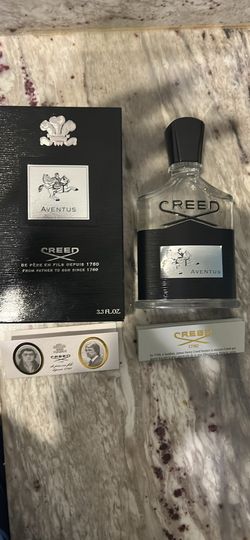 AVENTUS
CREED
DE PÈRE EN FILS DEPUIS 1760
FROM FATHER TO SON SINCE 1760
3.3 FL.OZ.
CREED
AVENTUS
CREED
CREED
1760